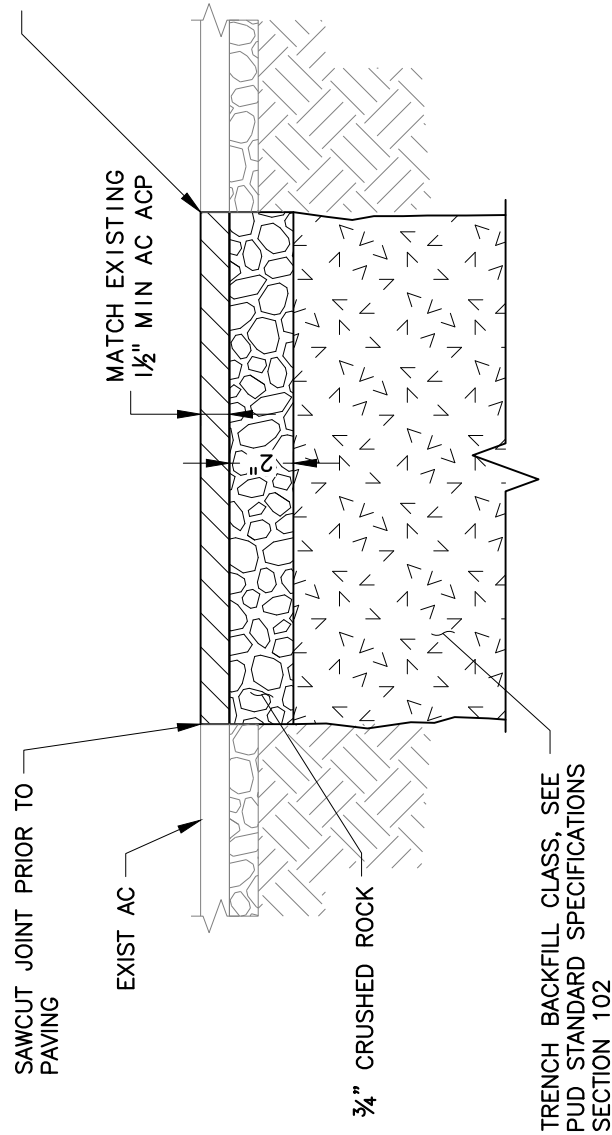 SAWCUT JOINT PRIOR TO
PAVING
EXIST AC
3/4" CRUSHED ROCK
TRENCH BACKFILL CLASS, SEE
PUD STANDARD SPECIFICATIONS
SECTION 102
MATCH EXISTING
1½" MIN AC ACP
2"